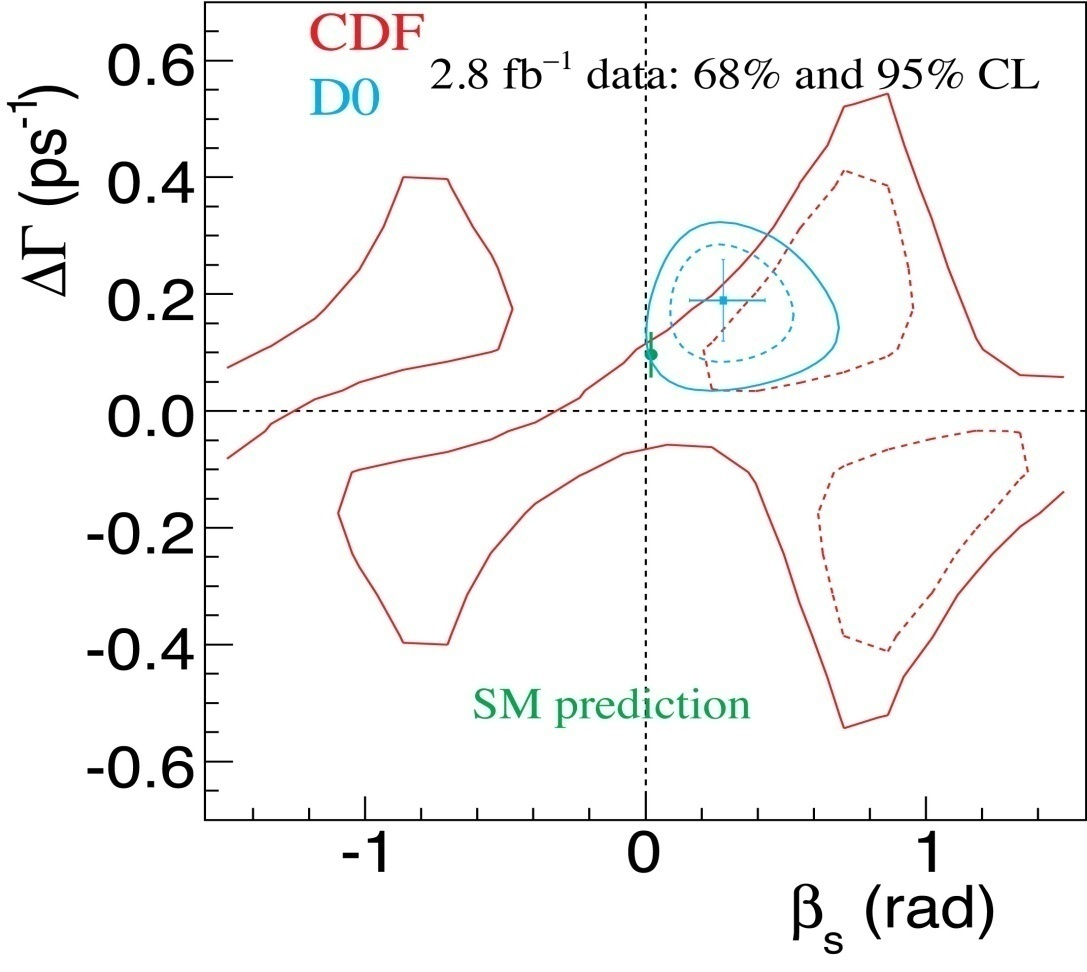 CDF
D0
2.8 fb⁻¹ data: 68% and 95% CL
ΔΓ (ps⁻¹)
0.6
0.4
0.2
0.0
-0.2
-0.4
-0.6
SM prediction
-1 0 1
βₛ (rad)